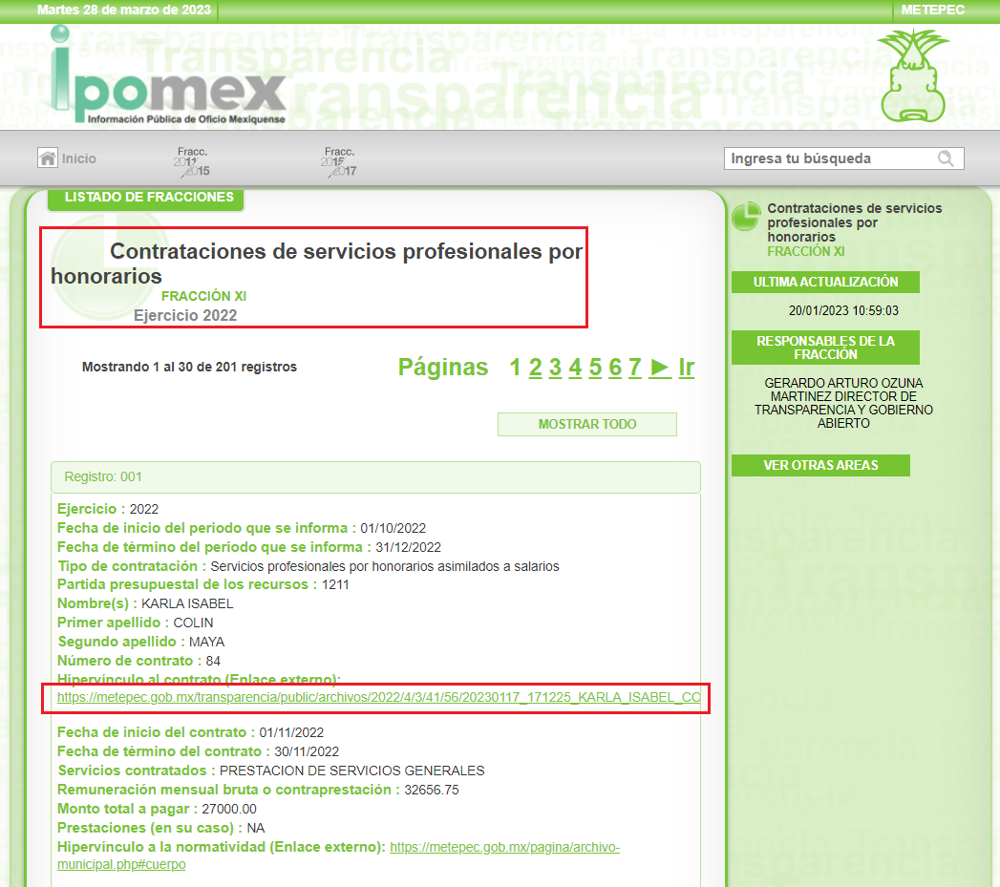 Martes 28 de marzo de 2023
METEPEC
ipomex
Información Pública de Oficio Mexiquense
Inicio
Fracc.
2011
2015
Fracc.
2015
2017
Ingresa tu búsqueda
LISTADO DE FRACCIONES
Contrataciones de servicios profesionales por
honorarios
FRACCIÓN XI
Ejercicio 2022
Mostrando 1 al 30 de 201 registros
Páginas 1 2 3 4 5 6 7 ► Ir
MOSTRAR TODO
Registro: 001
Ejercicio : 2022
Fecha de inicio del periodo que se informa : 01/10/2022
Fecha de término del periodo que se informa : 31/12/2022
Tipo de contratación : Servicios profesionales por honorarios asimilados a salarios
Partida presupuestal de los recursos : 1211
Nombre(s) : KARLA ISABEL
Primer apellido : COLIN
Segundo apellido : MAYA
Número de contrato : 84
Hipervínculo al contrato (Enlace externo):
https://metepec.gob.mx/transparencia/public/archivos/2022/4/3/41/56/20230117_171225_KARLA_ISABEL_CO
Fecha de inicio del contrato : 01/11/2022
Fecha de término del contrato : 30/11/2022
Servicios contratados : PRESTACION DE SERVICIOS GENERALES
Remuneración mensual bruta o contraprestación : 32656.75
Monto total a pagar : 27000.00
Prestaciones (en su caso) : NA
Hipervínculo a la normatividad (Enlace externo): https://metepec.gob.mx/pagina/archivo-
municipal.php#cuerpo
Contrataciones de servicios
profesionales por
honorarios
FRACCIÓN XI
ULTIMA ACTUALIZACIÓN
20/01/2023 10:59:03
RESPONSABLES DE LA
FRACCIÓN
GERARDO ARTURO OZUNA
MARTINEZ DIRECTOR DE
TRANSPARENCIA Y GOBIERNO
ABIERTO
VER OTRAS AREAS